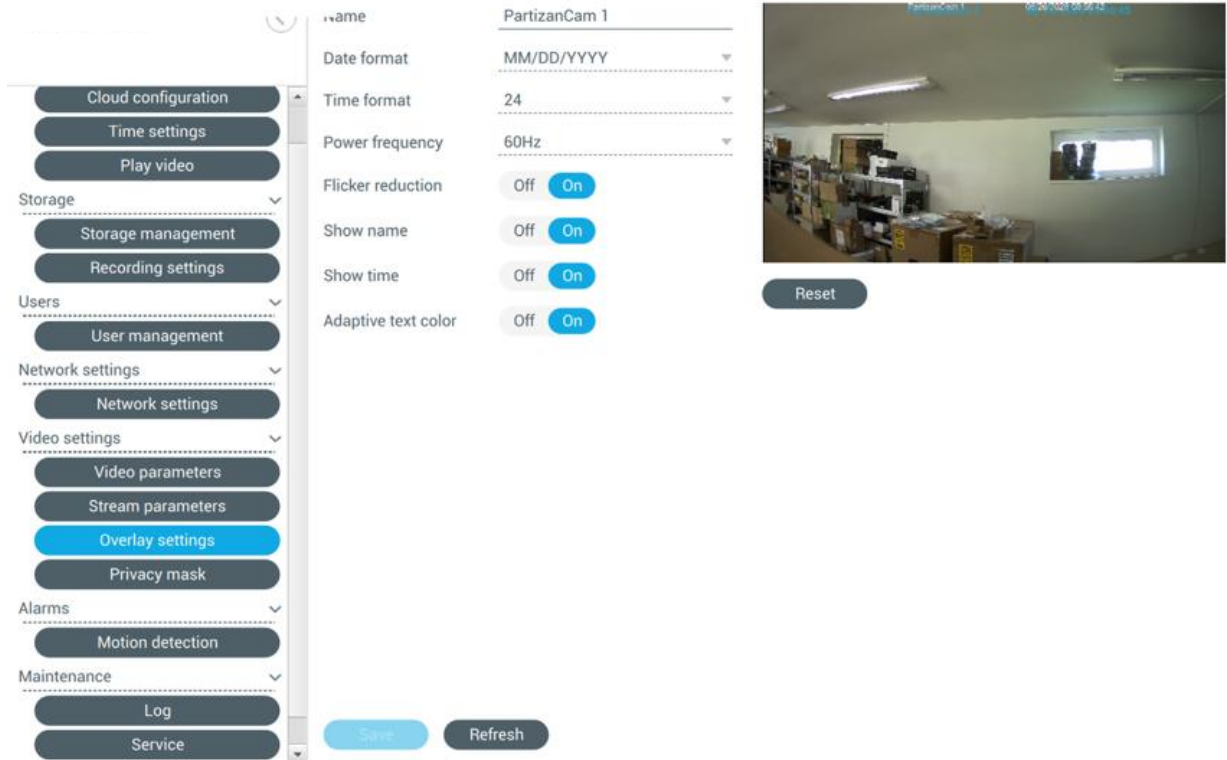 Cloud configuration
Time settings
Play video
Storage
Storage management
Recording settings
Users
User management
Network settings
Network settings
Video settings
Video parameters
Stream parameters
Overlay settings
Privacy mask
Alarms
Motion detection
Maintenance
Log
Service
Name PartizanCam 1
Date format MM/DD/YYYY
Time format 24
Power frequency 60Hz
Flicker reduction Off On
Show name Off On
Show time Off On
Adaptive text color Off On
Save Refresh
PartizanCam 1
Reset